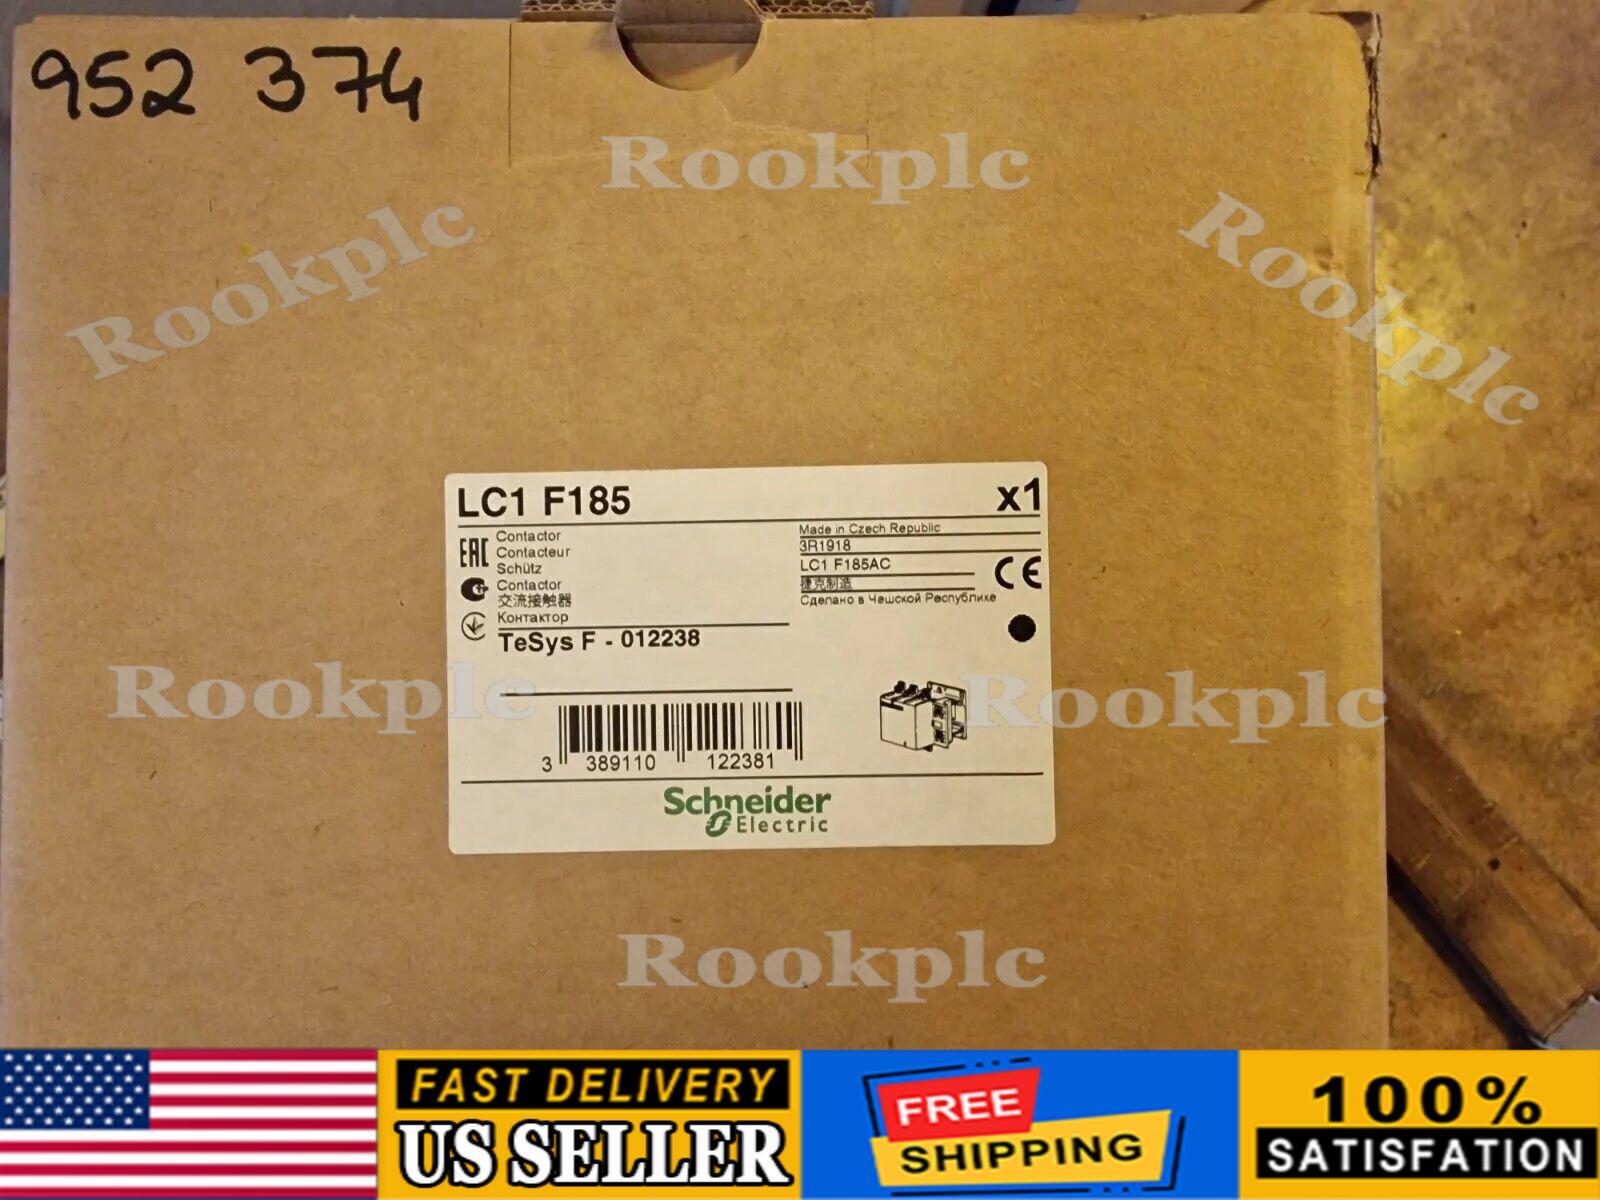 952 374
Rookplc
Rookplc
Rookplc
LC1 F185
x1
EAC
Contactor
Contacteur
Schütz
Contactor
交流接触器
Контактор
TeSys F - 012238
Made in Czech Republic
3R1918
LC1 F185AC
捷克制造
Сделано в Чешской Республике
CE
Rookplc
Rookplc
3 389110 122381
Schneider
Electric
Rookplc
FAST DELIVERY
US SELLER
FREE
SHIPPING
100%
SATISFATION